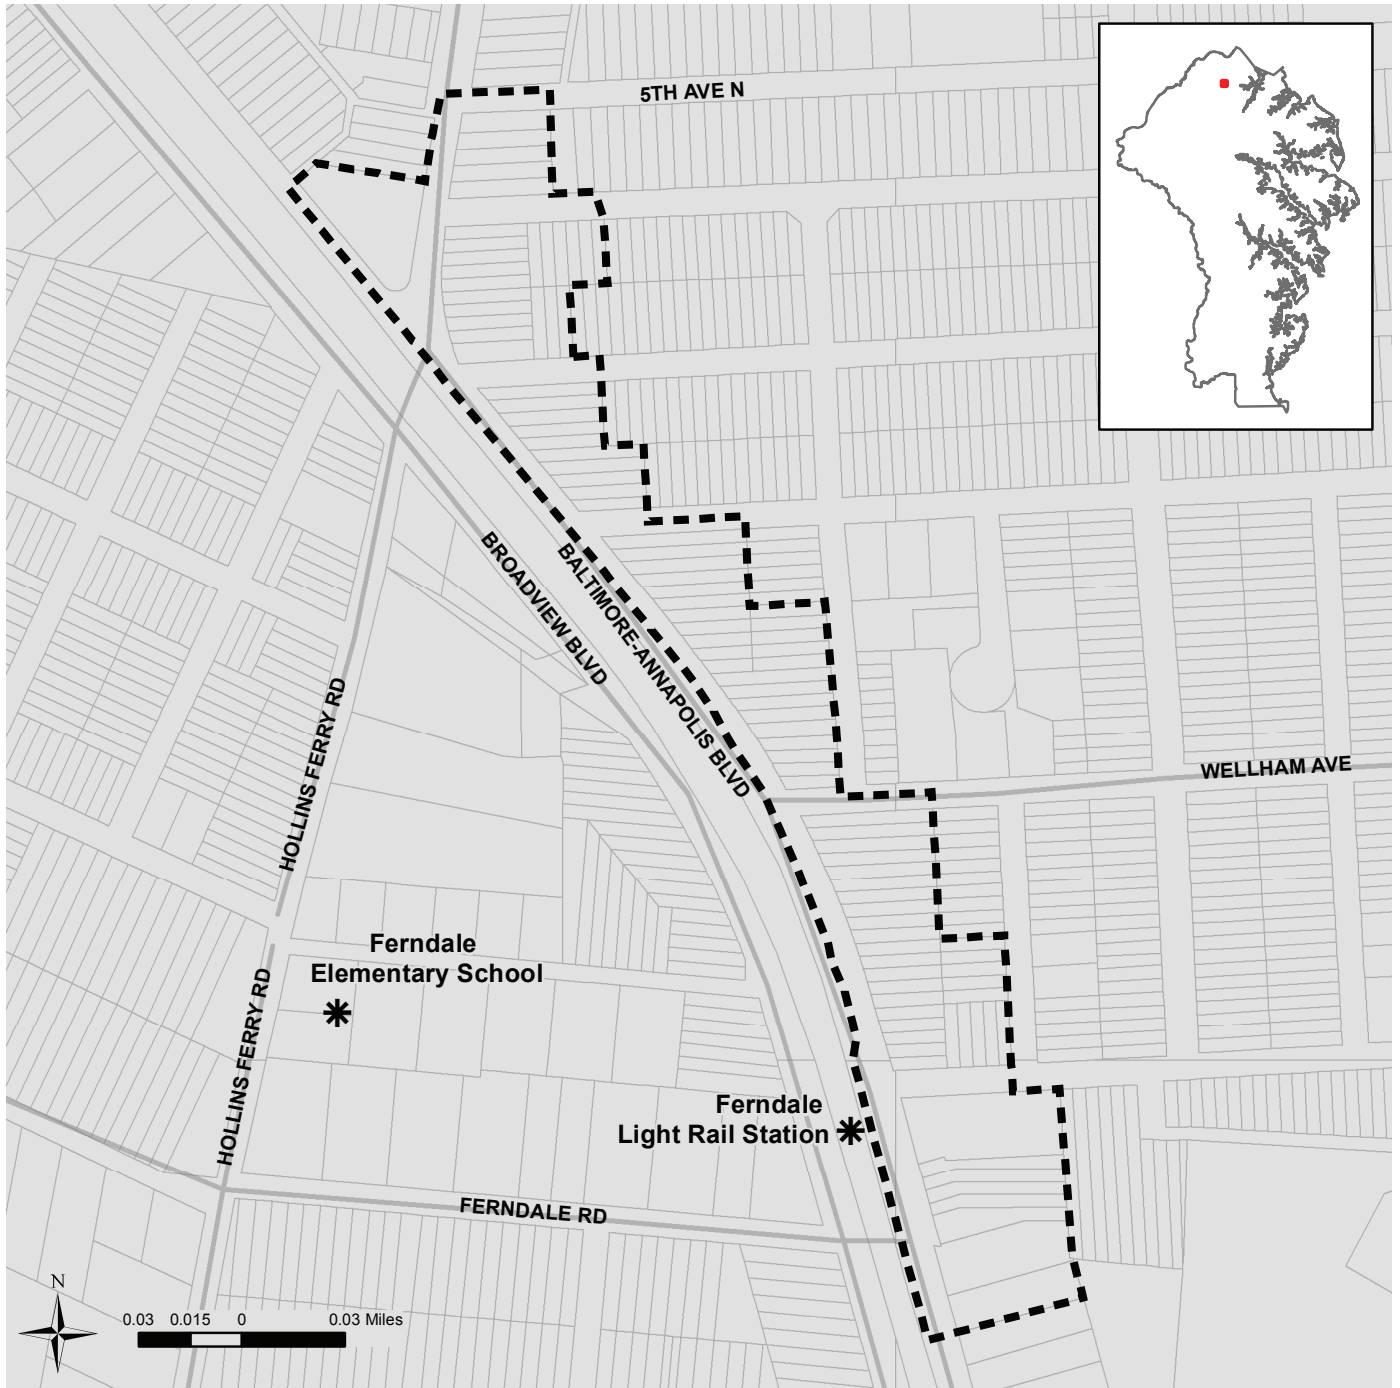 5TH AVE N
BROADVIEW BLVD
BALTIMORE-ANNAPOLIS BLVD
HOLLINS FERRY RD
WELLHAM AVE
Ferndale
Elementary School
HOLLINS FERRY RD
Ferndale
Light Rail Station
FERNDALE RD
N
0.03 0.015 0 0.03 Miles